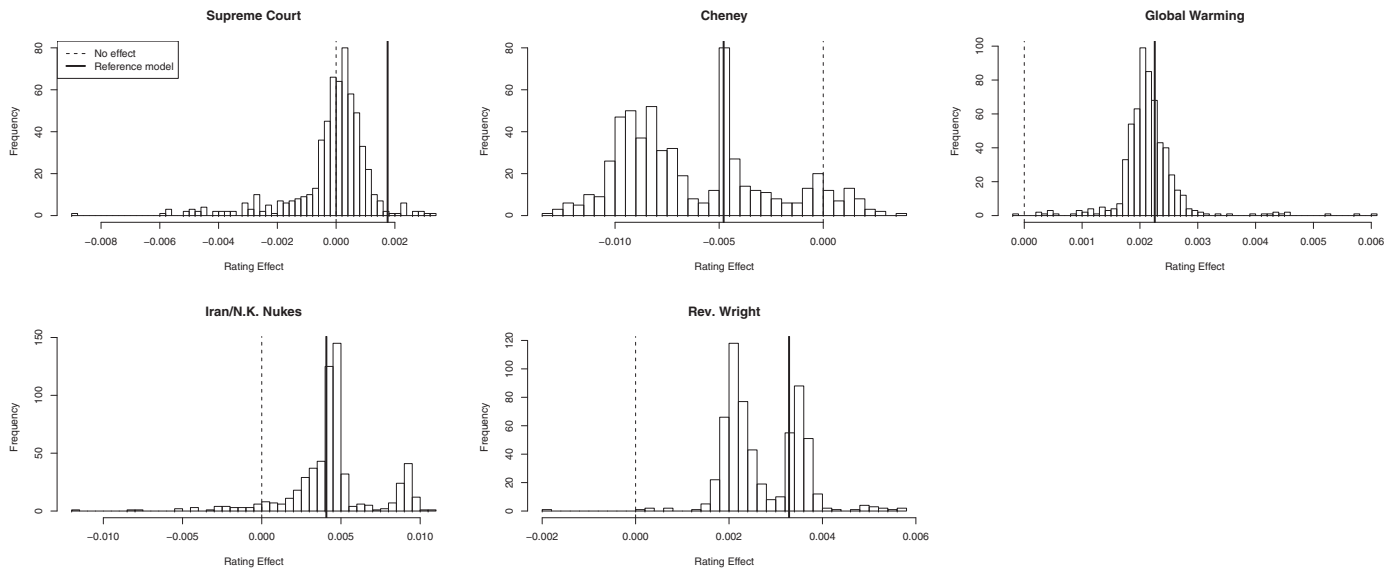 Supreme Court
No effect
Reference model
Frequency
0 20 40 60 80
−0.008 −0.006 −0.004 −0.002 0.000 0.002
Rating Effect
Cheney
Frequency
0 20 40 60 80
−0.010 −0.005 0.000
Rating Effect
Global Warming
Frequency
0 20 40 60 80 100
0.000 0.001 0.002 0.003 0.004 0.005 0.006
Rating Effect
Iran/N.K. Nukes
Frequency
0 50 100 150
−0.010 −0.005 0.000 0.005 0.010
Rating Effect
Rev. Wright
Frequency
0 20 40 60 80 100 120
−0.002 0.000 0.002 0.004 0.006
Rating Effect